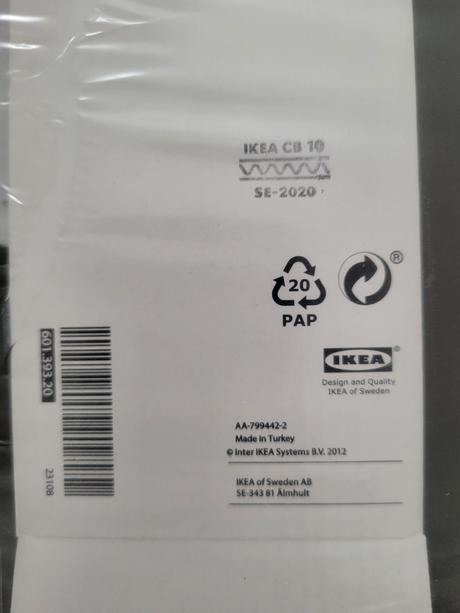 IKEA CB 10
SE-2020
20
PAP
®
IKEA®
Design and Quality
IKEA of Sweden
601.393.20
23108
AA-799442-2
Made in Turkey
© Inter IKEA Systems B.V. 2012
IKEA of Sweden AB
SE-343 81 Älmhult